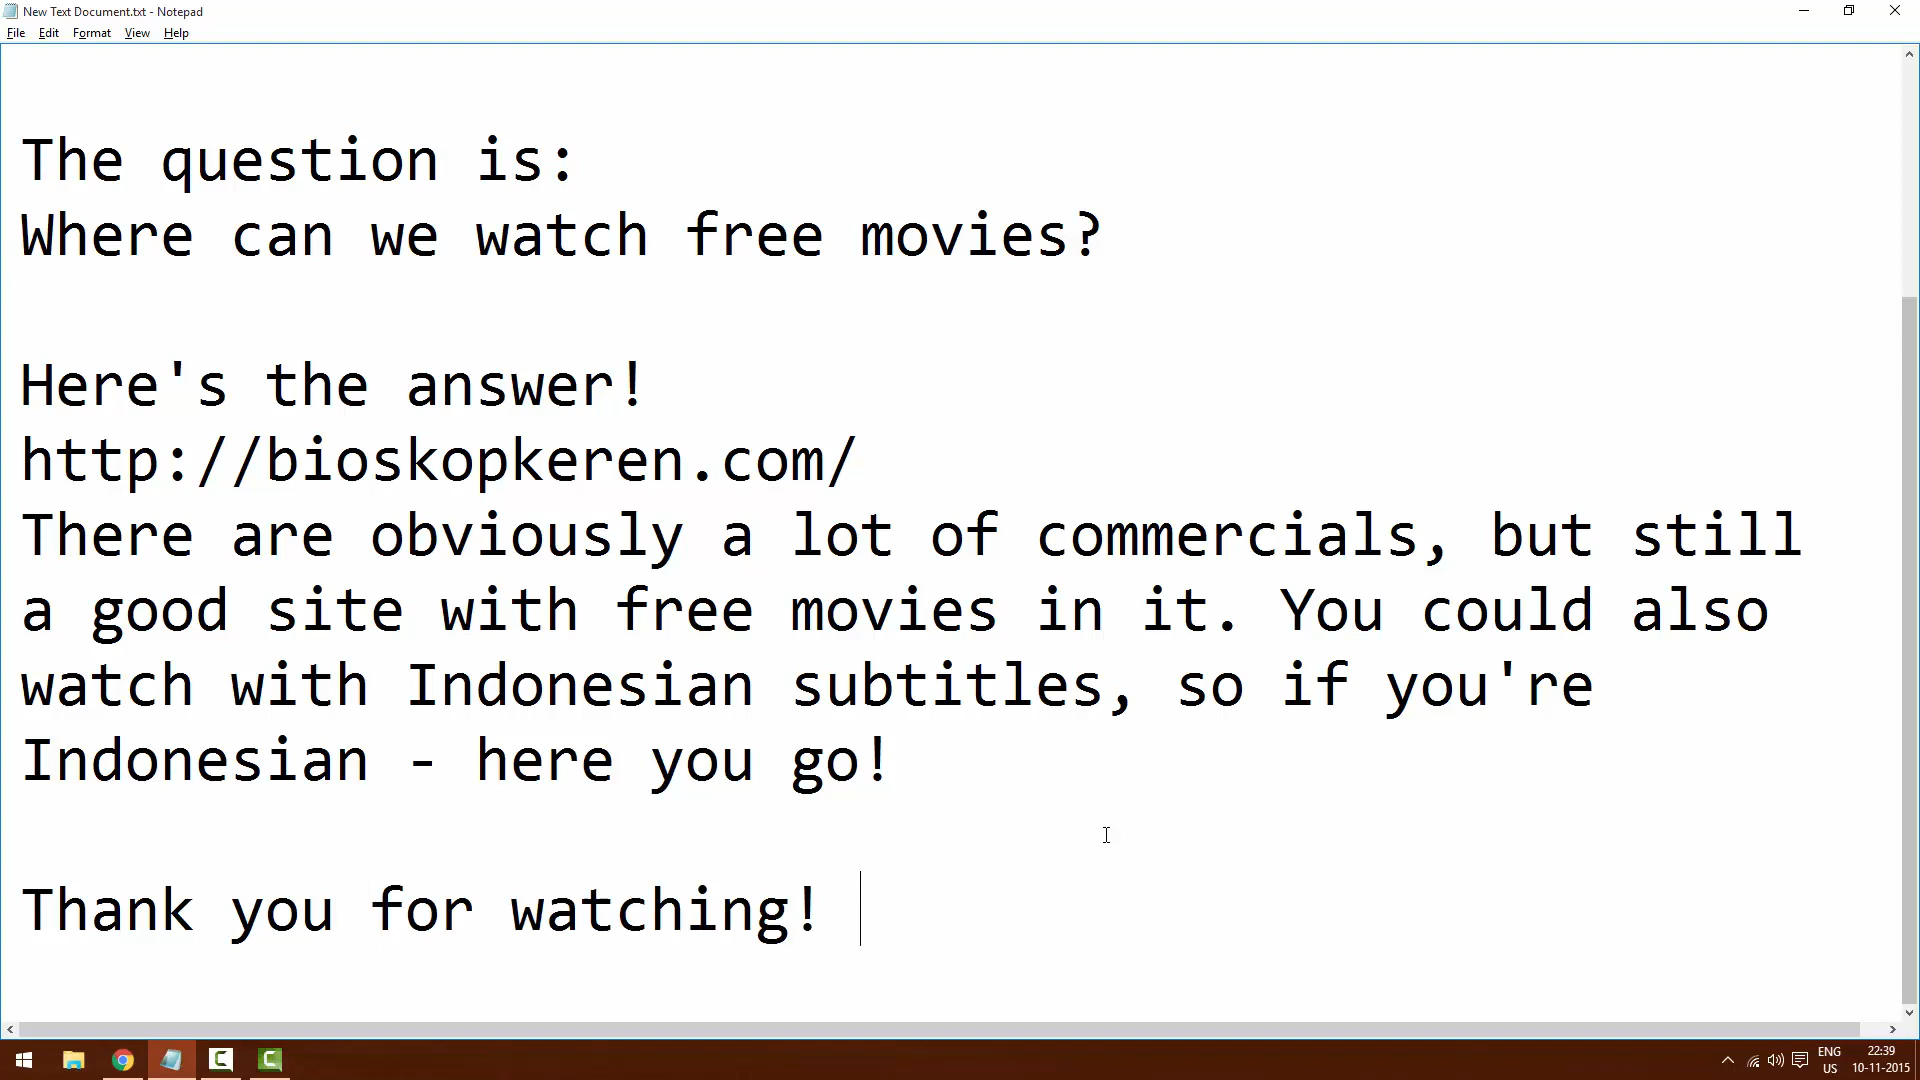 New Text Document.txt - Notepad
File Edit Format View Help
The question is:
Where can we watch free movies?
Here's the answer!
http://bioskopkeren.com/
There are obviously a lot of commercials, but still
a good site with free movies in it. You could also
watch with Indonesian subtitles, so if you're
Indonesian - here you go!
Thank you for watching!
ENG 22:39
US 10-11-2015